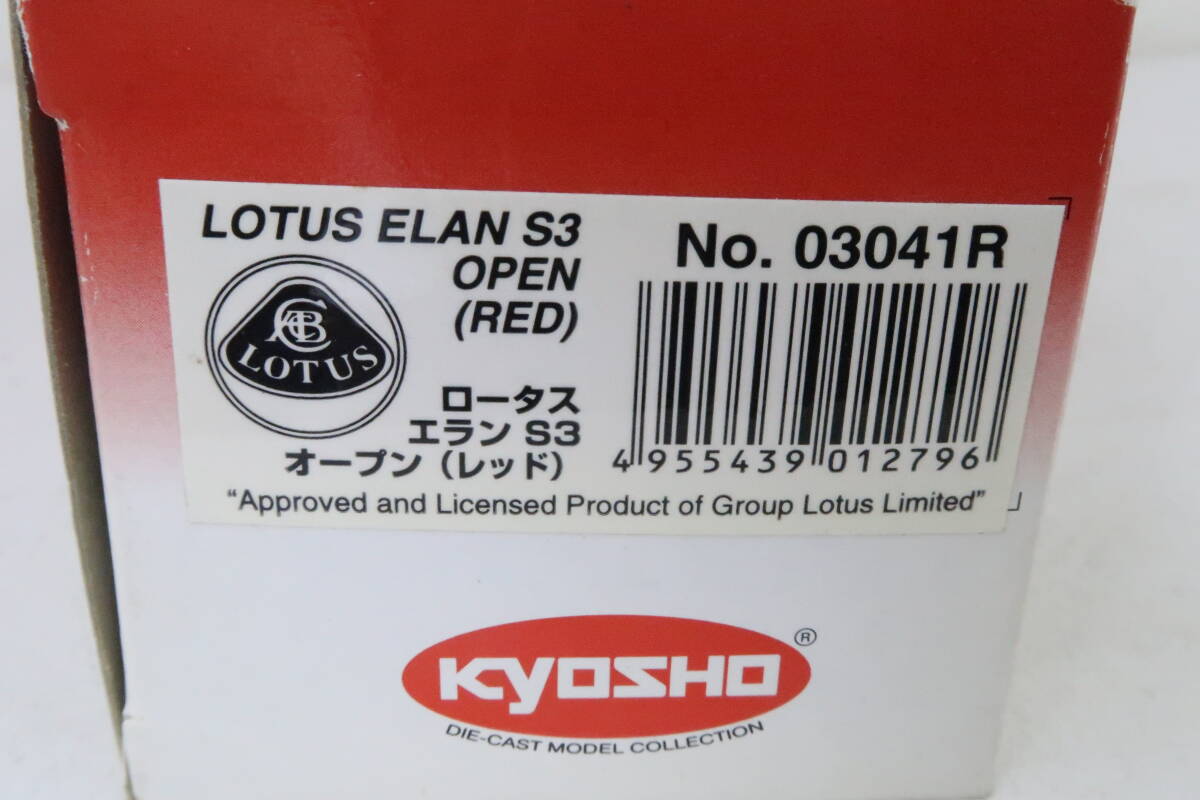 LOTUS ELAN S3
OPEN
(RED)
No. 03041R
ACBC
LOTUS
ロータス
エラン S3
オープン (レッド)
4 955439 012796
“Approved and Licensed Product of Group Lotus Limited”
KYOSHO ®
DIE-CAST MODEL COLLECTION